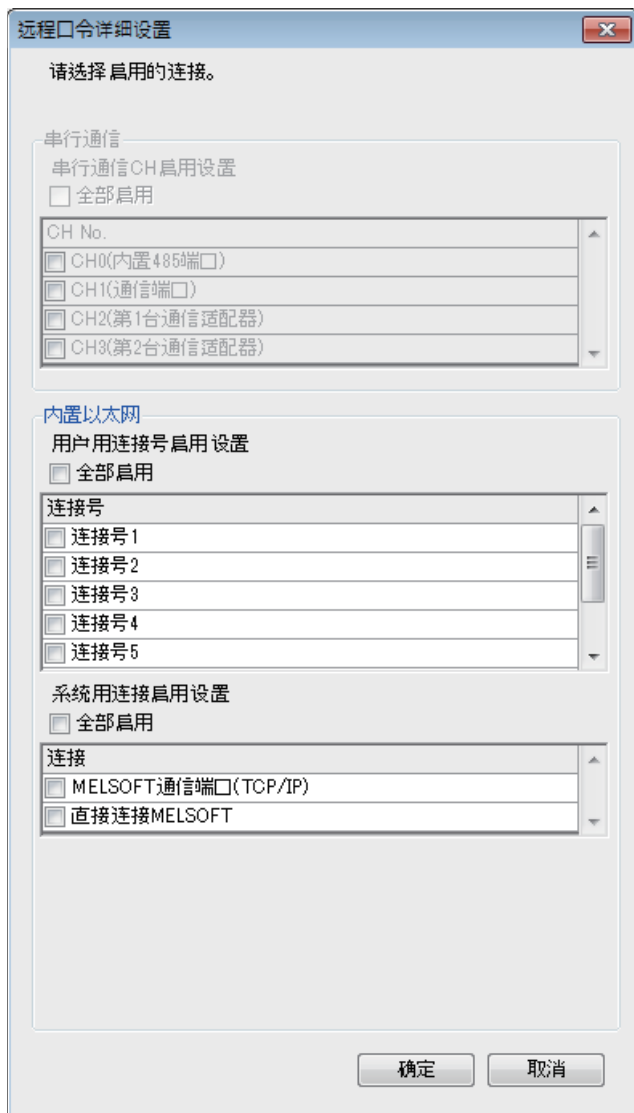 远程口令详细设置
请选择启用的连接。
串行通信
串行通信CH启用设置
全部启用
CH No.
CH0(内置485端口)
CH1(通信端口)
CH2(第1台通信适配器)
CH3(第2台通信适配器)
内置以太网
用户用连接号启用设置
全部启用
连接号
连接号1
连接号2
连接号3
连接号4
连接号5
系统用连接启用设置
全部启用
连接
MELSOFT通信端口(TCP/IP)
直接连接MELSOFT
确定
取消